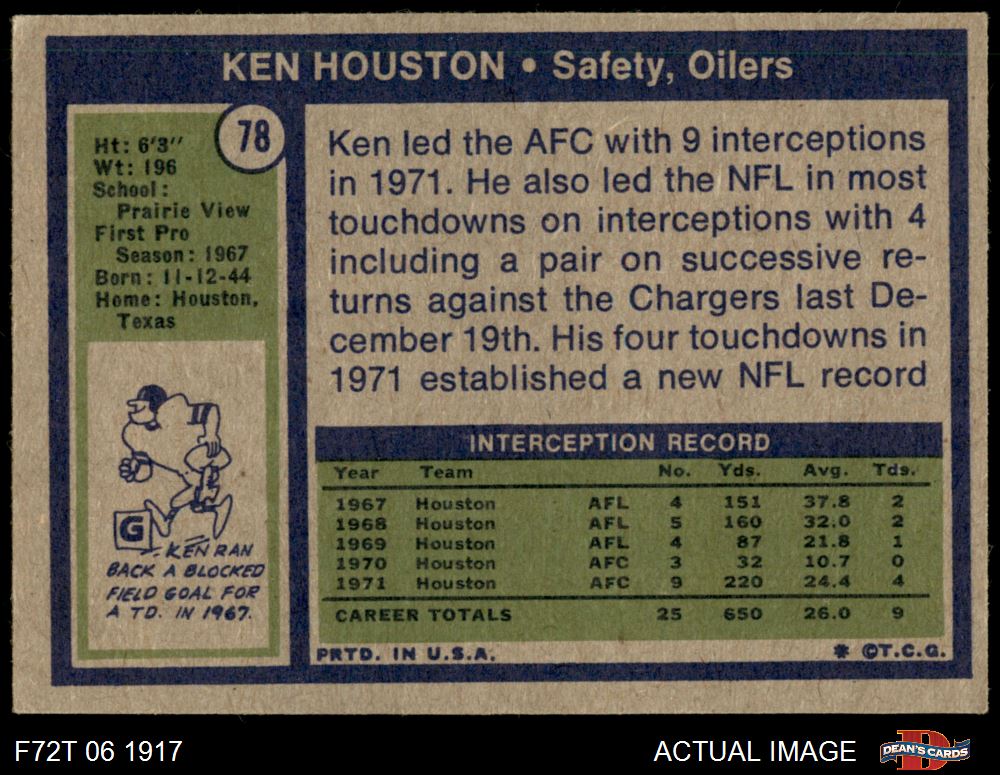 KEN HOUSTON • Safety, Oilers
78
Ht: 6'3"
Wt: 196
School:
Prairie View
First Pro
Season: 1967
Born: 11-12-44
Home: Houston,
Texas
Ken led the AFC with 9 interceptions
in 1971. He also led the NFL in most
touchdowns on interceptions with 4
including a pair on successive re-
turns against the Chargers last De-
cember 19th. His four touchdowns in
1971 established a new NFL record
G
KEN RAN
BACK A BLOCKED
FIELD GOAL FOR
A TD. IN 1967.
INTERCEPTION RECORD
Year Team No. Yds. Avg. Tds.
1967 Houston AFL 4 151 37.8 2
1968 Houston AFL 5 160 32.0 2
1969 Houston AFL 4 87 21.8 1
1970 Houston AFC 3 32 10.7 0
1971 Houston AFC 9 220 24.4 4
CAREER TOTALS 25 650 26.0 9
PRTD. IN U.S.A. * ©T.C.G.
F72T 06 1917 ACTUAL IMAGE D DEAN'S CARDS